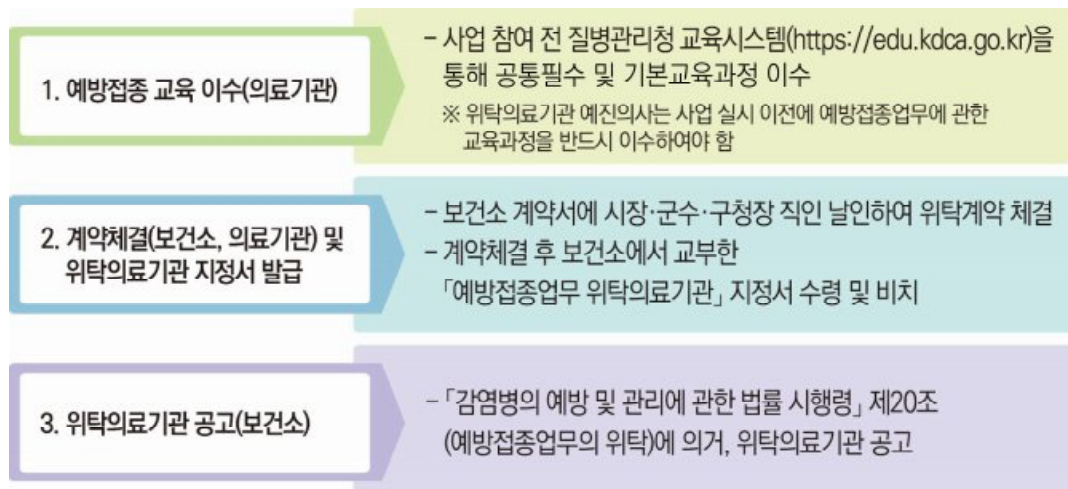 1. 예방접종 교육 이수(의료기관)
– 사업 참여 전 질병관리청 교육시스템(https://edu.kdca.go.kr)을
통해 공통필수 및 기본교육과정 이수
※ 위탁의료기관 예진의사는 사업 실시 이전에 예방접종업무에 관한
교육과정을 반드시 이수하여야 함
2. 계약체결(보건소, 의료기관) 및
위탁의료기관 지정서 발급
– 보건소 계약서에 시장·군수·구청장 직인 날인하여 위탁계약 체결
– 계약체결 후 보건소에서 교부한
「예방접종업무 위탁의료기관」 지정서 수령 및 비치
3. 위탁의료기관 공고(보건소)
– 「감염병의 예방 및 관리에 관한 법률 시행령」 제20조
(예방접종업무의 위탁)에 의거, 위탁의료기관 공고